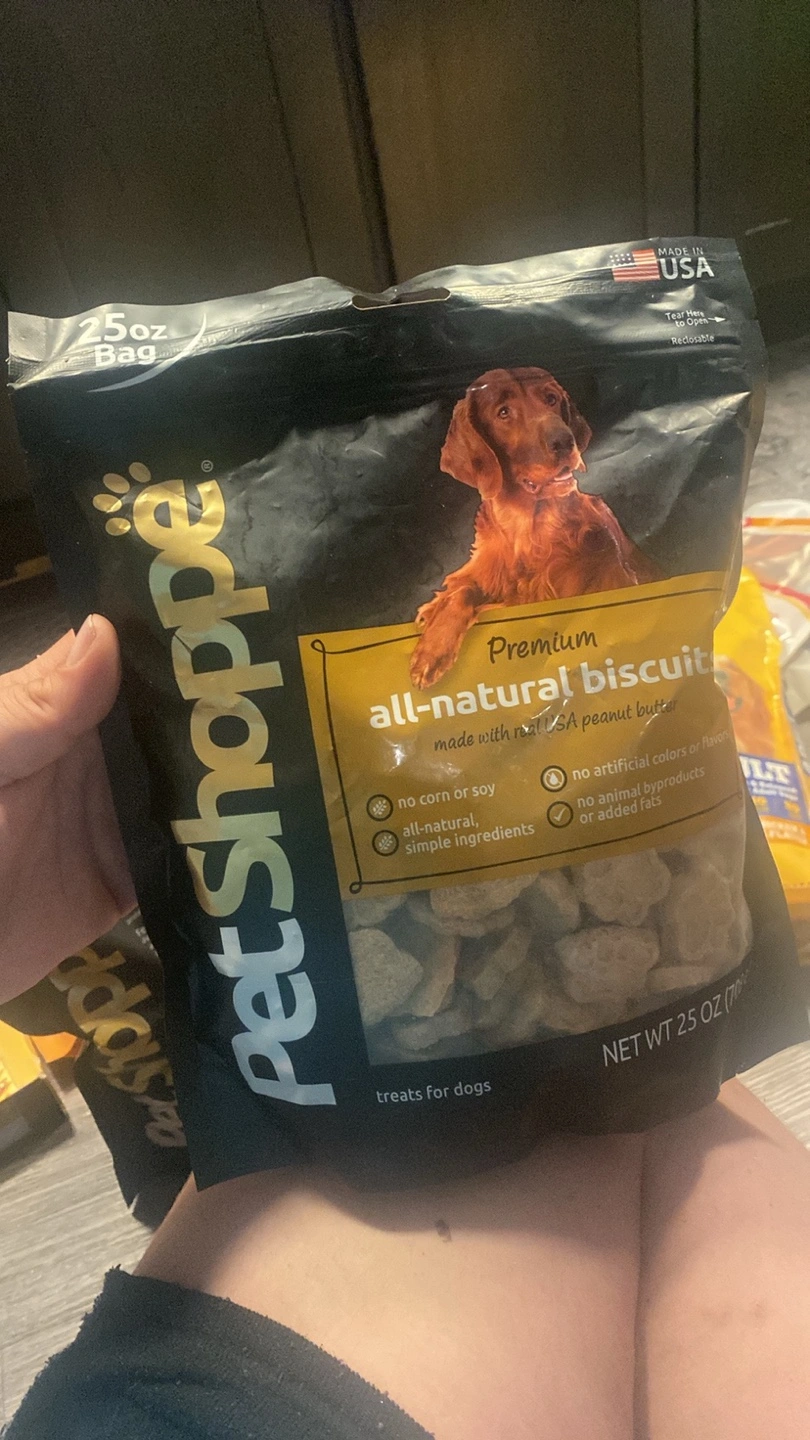 25oz
Bag
MADE IN
USA
Tear Here
to Open
Reclosable
PetShoppe®
Premium
all-natural biscuits
made with real USA peanut butter
no corn or soy
all-natural,
simple ingredients
no artificial colors or flavors
no animal byproducts
or added fats
NET WT 25 OZ
treats for dogs
PetShoppe
ULT